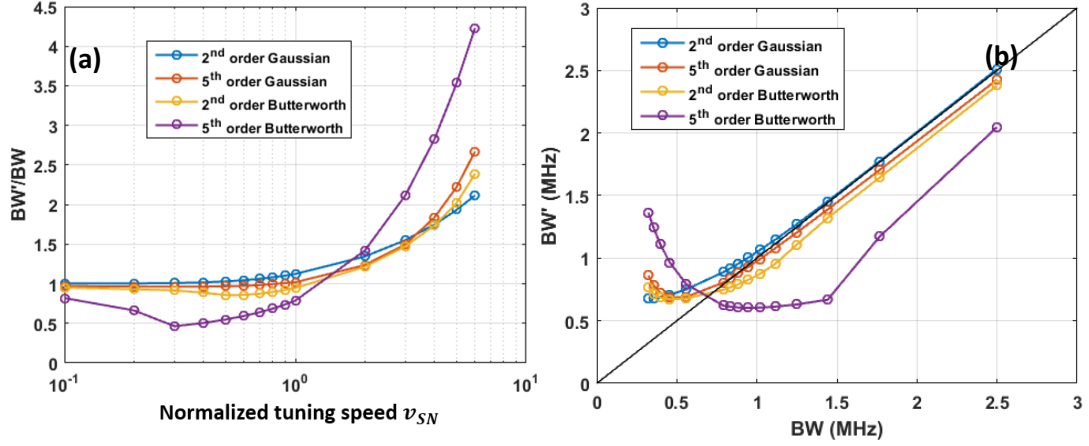 (a)
4.5
4
3.5
3
2.5
2
1.5
1
0.5
0
BW'/BW
2nd order Gaussian
5th order Gaussian
2nd order Butterworth
5th order Butterworth
10-1
100
101
Normalized tuning speed vSN
(b)
3
2.5
2
1.5
1
0.5
0
BW' (MHz)
2nd order Gaussian
5th order Gaussian
2nd order Butterworth
5th order Butterworth
0
0.5
1
1.5
2
2.5
3
BW (MHz)